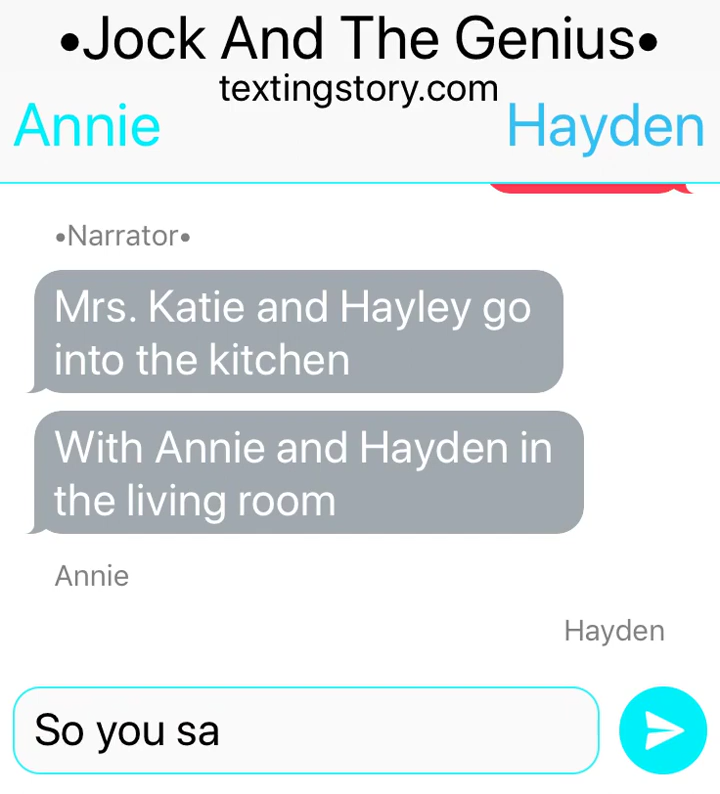 •Jock And The Genius•
textingstory.com
Annie
Hayden
•Narrator•
Mrs. Katie and Hayley go
into the kitchen
With Annie and Hayden in
the living room
Annie
Hayden
So you sa